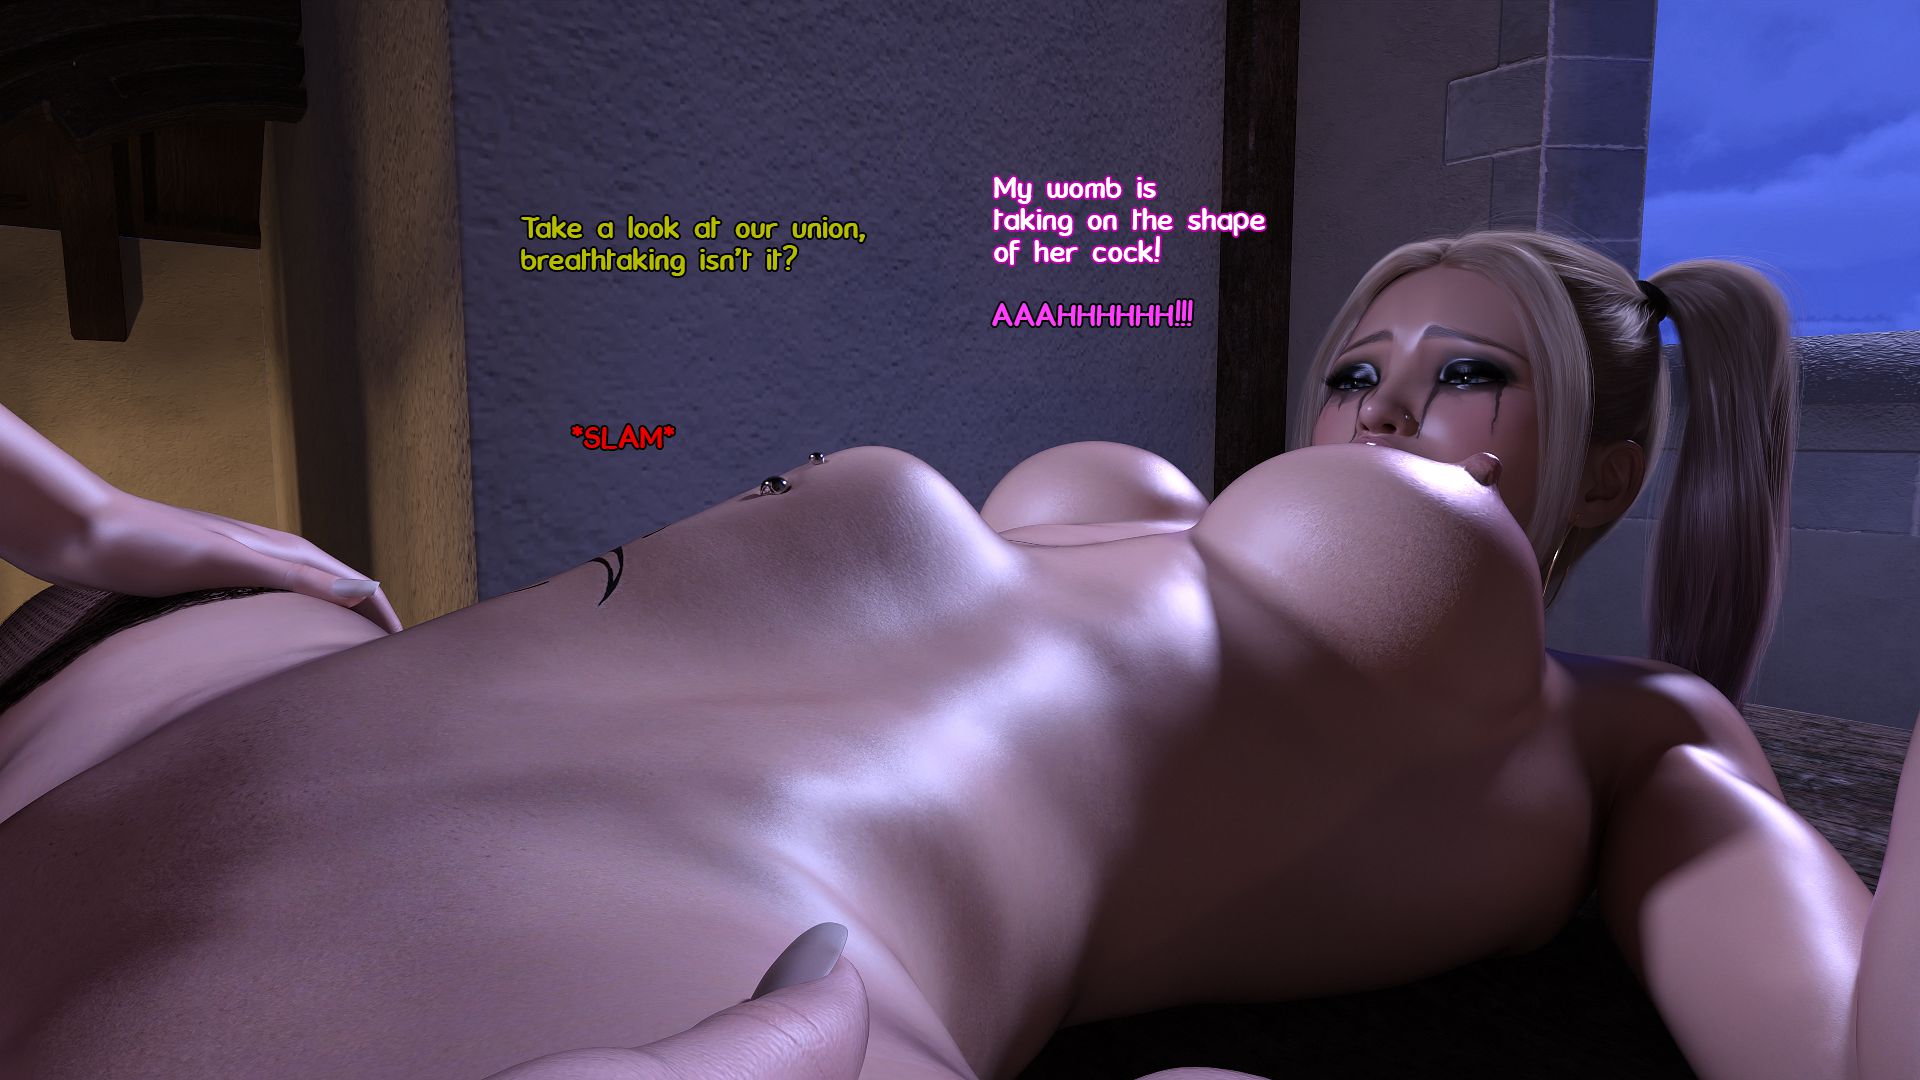 Take a look at our union,
breathtaking isn't it?
My womb is
taking on the shape
of her cock!
AAAHHHHHH!!!
*SLAM*